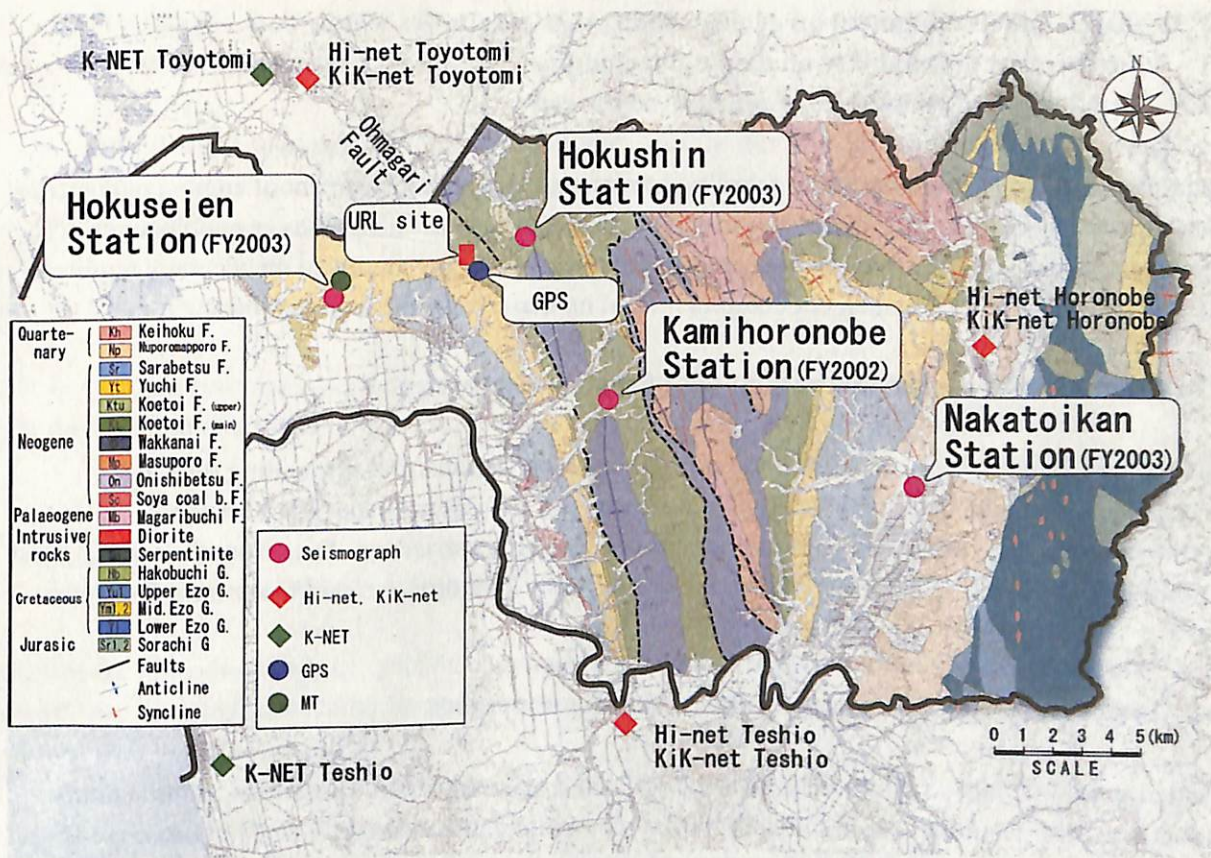 K-NET Toyotomi
Hi-net Toyotomi
KiK-net Toyotomi
N
Ohmagari
Fault
Hokushin
Station(FY2003)
Hokuseien
Station(FY2003)
URL site
GPS
Hi-net Horonobe
KiK-net Horonobe
Kamihoronobe
Station(FY2002)
Nakatoikan
Station(FY2003)
Quarte-
nary
Kh Keihoku F.
Np Nuporomapporo F.
Neogene
Sr Sarabetsu F.
Yt Yuchi F.
Ktu Koetoi F. (upper)
Koetoi F. (main)
Wakkanai F.
Masuporo F.
On Onishibetsu F.
Sc Soya coal b.F.
Palaeogene
Mb Magaribuchi F.
Intrusive
rocks
Diorite
Serpentinite
Cretaceous
Hb Hakobuchi G.
Upper Ezo G.
Ym1,2 Mid.Ezo G.
Lower Ezo G.
Jurasic
Sr1,2 Sorachi G
Faults
Anticline
Syncline
Seismograph
Hi-net, KiK-net
K-NET
GPS
MT
K-NET Teshio
Hi-net Teshio
KiK-net Teshio
0 1 2 3 4 5(km)
SCALE